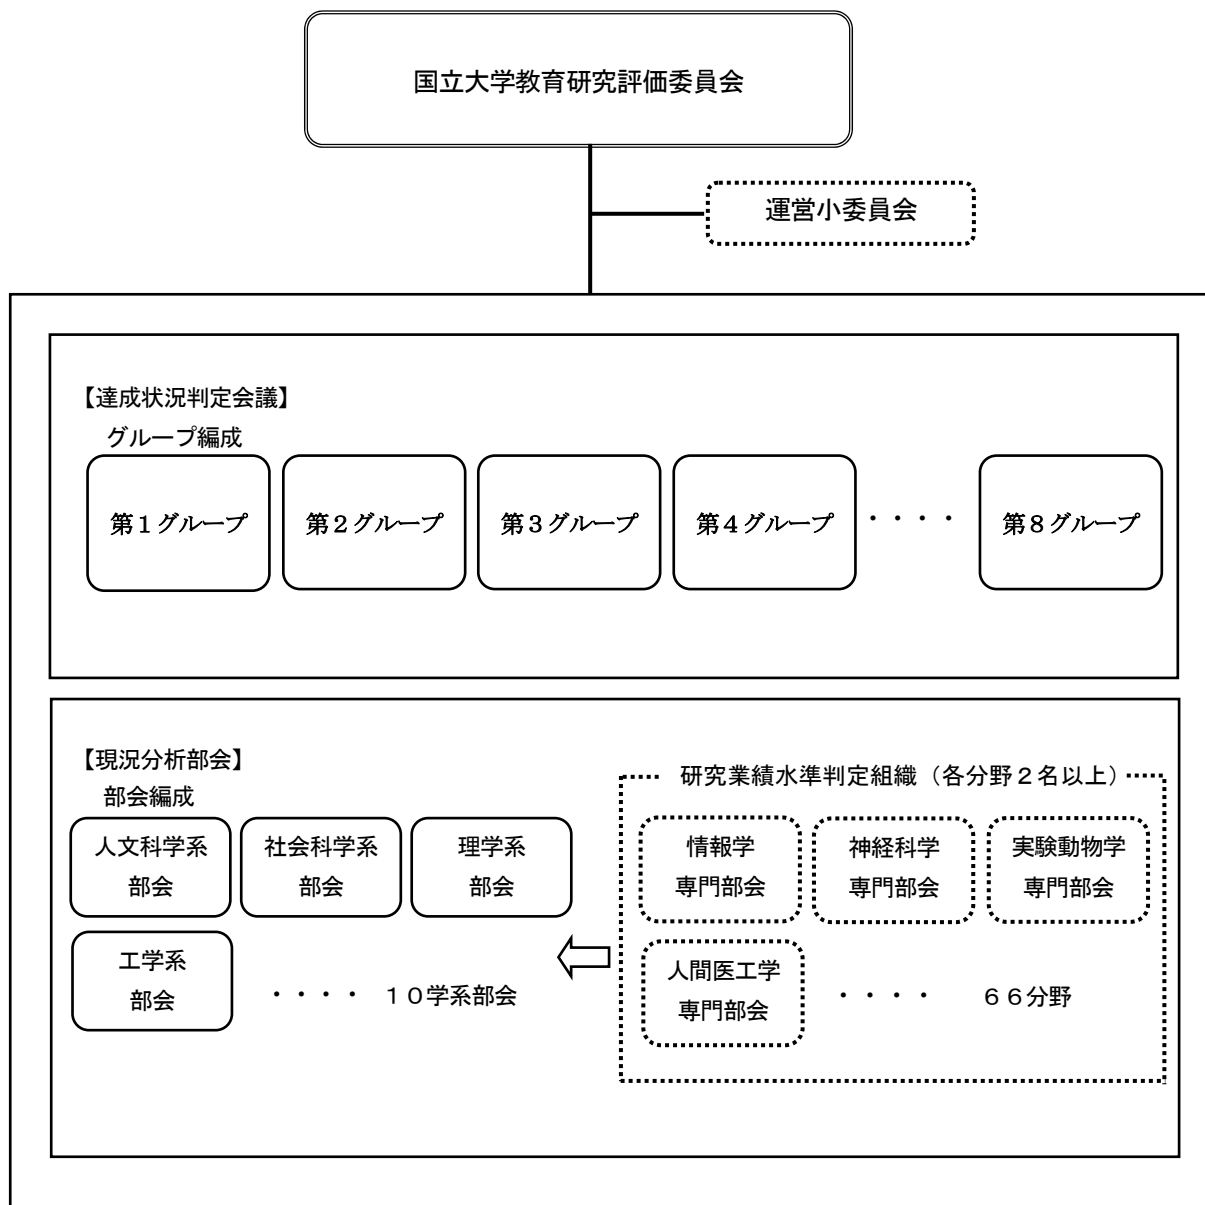 国立大学教育研究評価委員会
運営小委員会
【達成状況判定会議】
グループ編成
第１グループ
第２グループ
第３グループ
第４グループ
・・・・
第８グループ
【現況分析部会】
部会編成
人文科学系
部会
社会科学系
部会
理学系
部会
工学系
部会
・・・・ １０学系部会
研究業績水準判定組織（各分野２名以上）
情報学
専門部会
神経科学
専門部会
実験動物学
専門部会
人間医工学
専門部会
・・・・ ６６分野